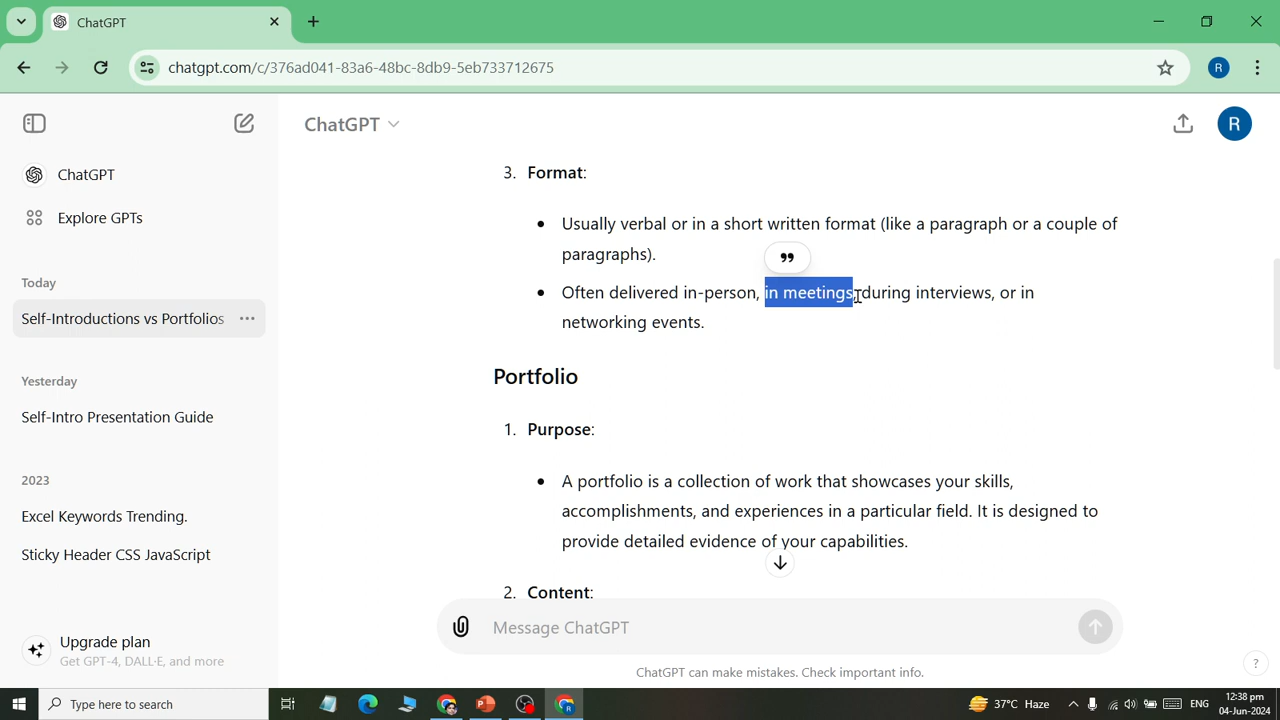 ChatGPT
chatgpt.com/c/376ad041-83a6-48bc-8db9-5eb733712675
R
ChatGPT
R
ChatGPT
Explore GPTs
Today
Self-Introductions vs Portfolios
Yesterday
Self-Intro Presentation Guide
2023
Excel Keywords Trending.
Sticky Header CSS JavaScript
Upgrade plan
Get GPT-4, DALL·E, and more
3. Format:
• Usually verbal or in a short written format (like a paragraph or a couple of
paragraphs).
• Often delivered in-person, in meetings, during interviews, or in
networking events.
Portfolio
1. Purpose:
• A portfolio is a collection of work that showcases your skills,
accomplishments, and experiences in a particular field. It is designed to
provide detailed evidence of your capabilities.
2. Content:
Message ChatGPT
ChatGPT can make mistakes. Check important info.
?
Type here to search
37°C Haze
ENG
12:38 pm
04-Jun-2024